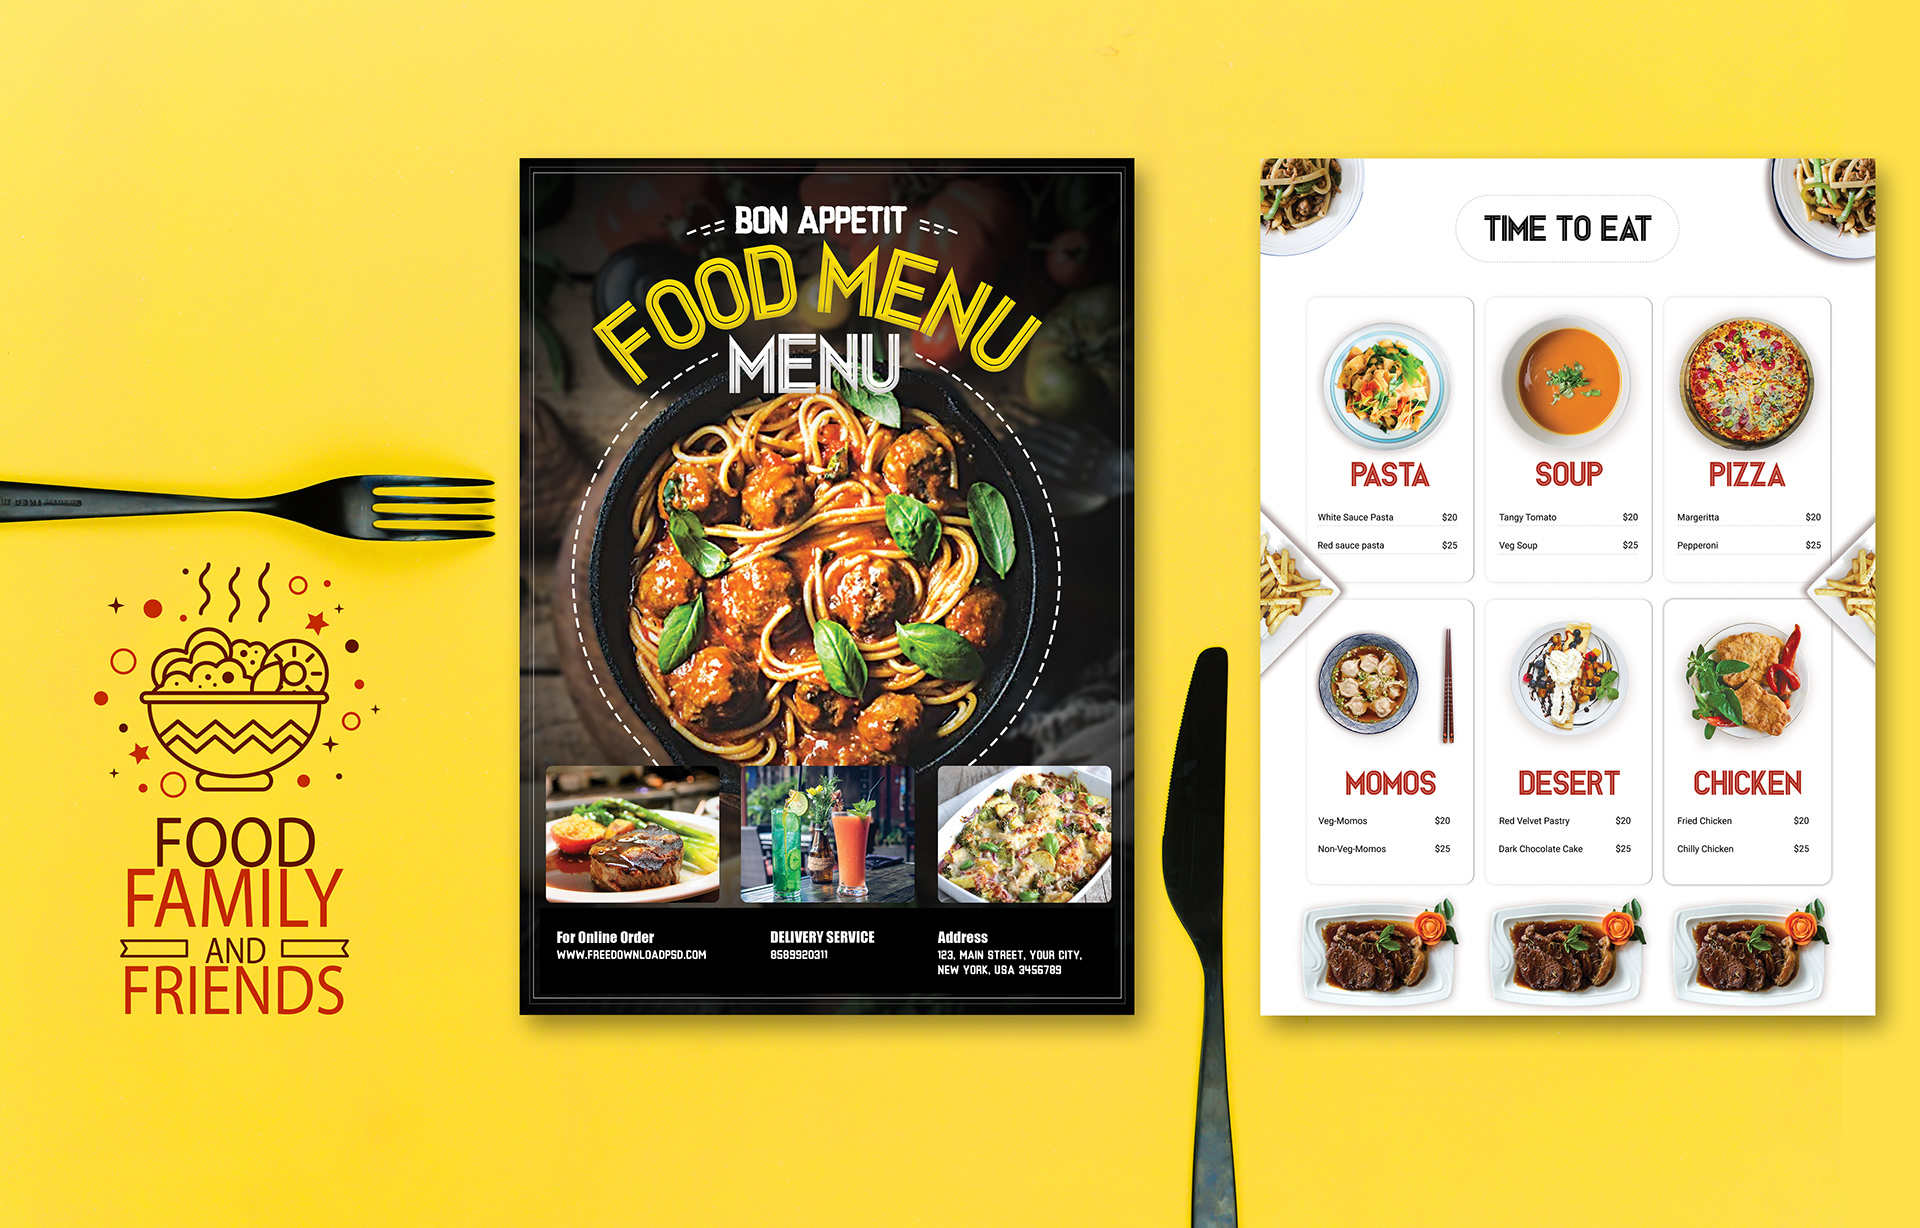 FOOD
FAMILY
AND
FRIENDS
BON APPETIT
FOOD MENU
MENU
For Online Order
WWW.FREEDOWNLOADPSD.COM
DELIVERY SERVICE
8589920311
Address
123, MAIN STREET, YOUR CITY,
NEW YORK, USA 3456789
TIME TO EAT
PASTA
White Sauce Pasta $20
Red sauce pasta $25
SOUP
Tangy Tomato $20
Veg Soup $25
PIZZA
Margeritta $20
Pepperoni $25
MOMOS
Veg-Momos $20
Non-Veg-Momos $25
DESERT
Red Velvet Pastry $20
Dark Chocolate Cake $25
CHICKEN
Fried Chicken $20
Chilly Chicken $25